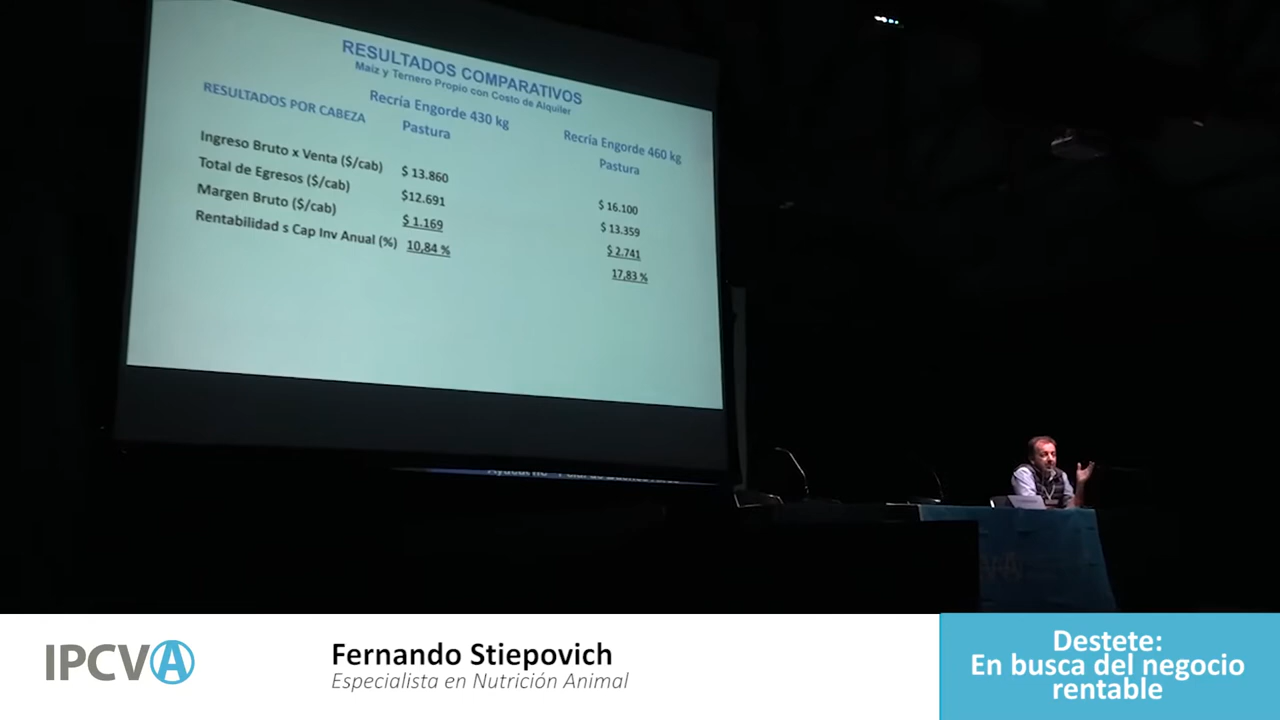 RESULTADOS COMPARATIVOS
Maíz y Ternero Propio con Costo de Alquiler
RESULTADOS POR CABEZA
Recría Engorde 430 kg
Pastura
Recría Engorde 460 kg
Pastura
Ingreso Bruto x Venta ($/cab) $ 13.860 $ 16.100
Total de Egresos ($/cab) $12.691 $ 13.359
Margen Bruto ($/cab) $ 1.169 $ 2.741
Rentabilidad s Cap Inv Anual (%) 10,84 % 17,83 %
IPCVA
Fernando Stiepovich
Especialista en Nutrición Animal
Destete:
En busca del negocio
rentable